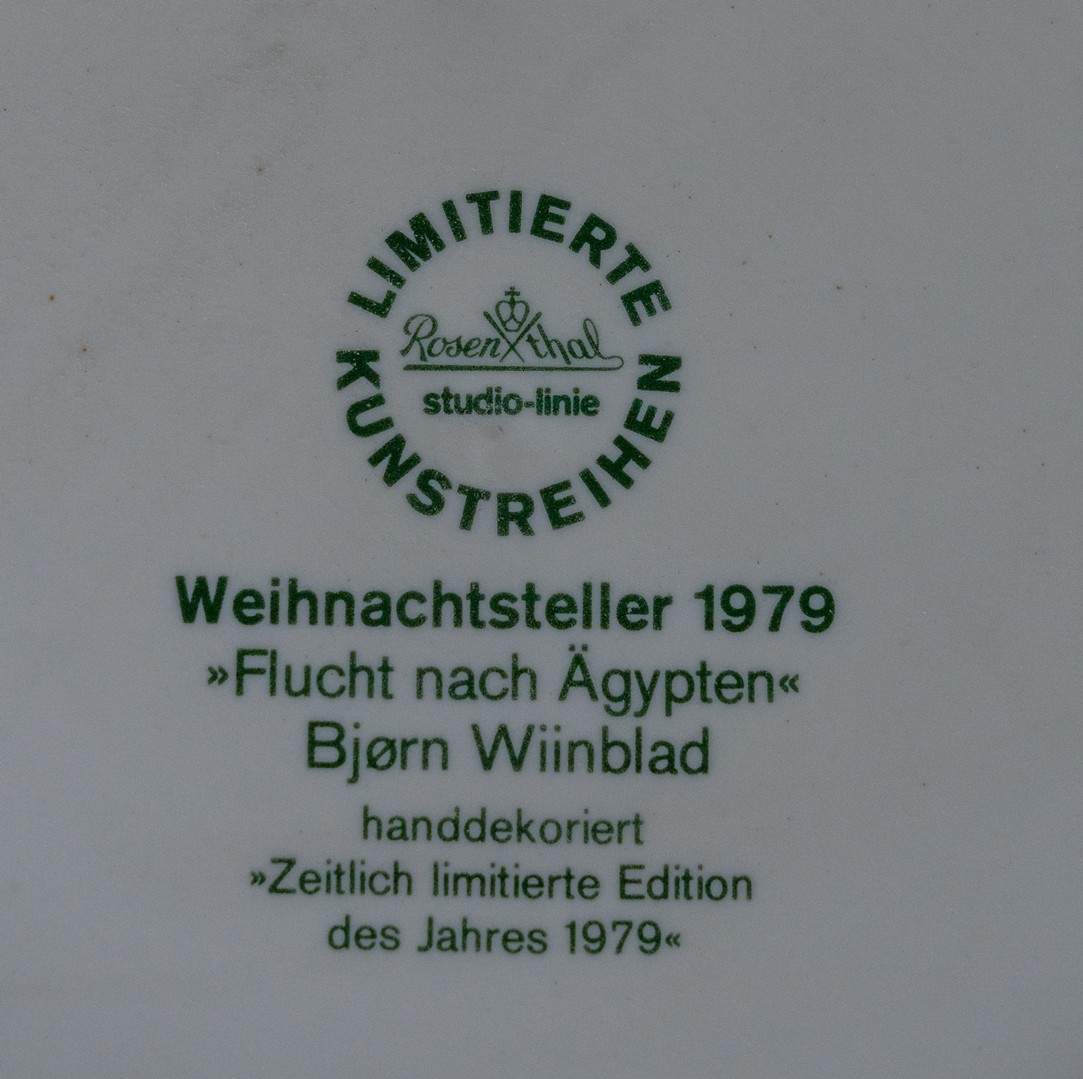 LIMITIERTE
Rosenthal
studio-linie
KUNSTREIHEN
Weihnachtsteller 1979
»Flucht nach Ägypten«
Bjørn Wiinblad
handdekoriert
»Zeitlich limitierte Edition
des Jahres 1979«